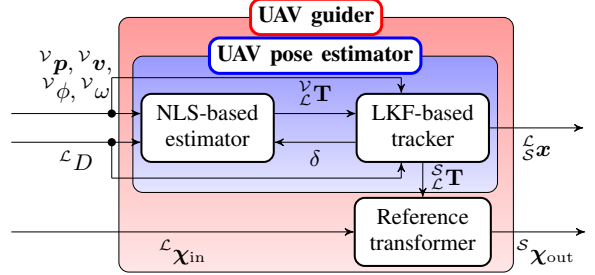 UAV guider
UAV pose estimator
𝒱𝒑, 𝒱𝒗,
𝒱ϕ, 𝒱ω
NLS-based
estimator
𝒱ℒ𝐓
LKF-based
tracker
ℒD
δ
ℒ𝒮𝒙
𝒮ℒ𝐓
Reference
transformer
ℒ𝝌in
𝒮𝝌out